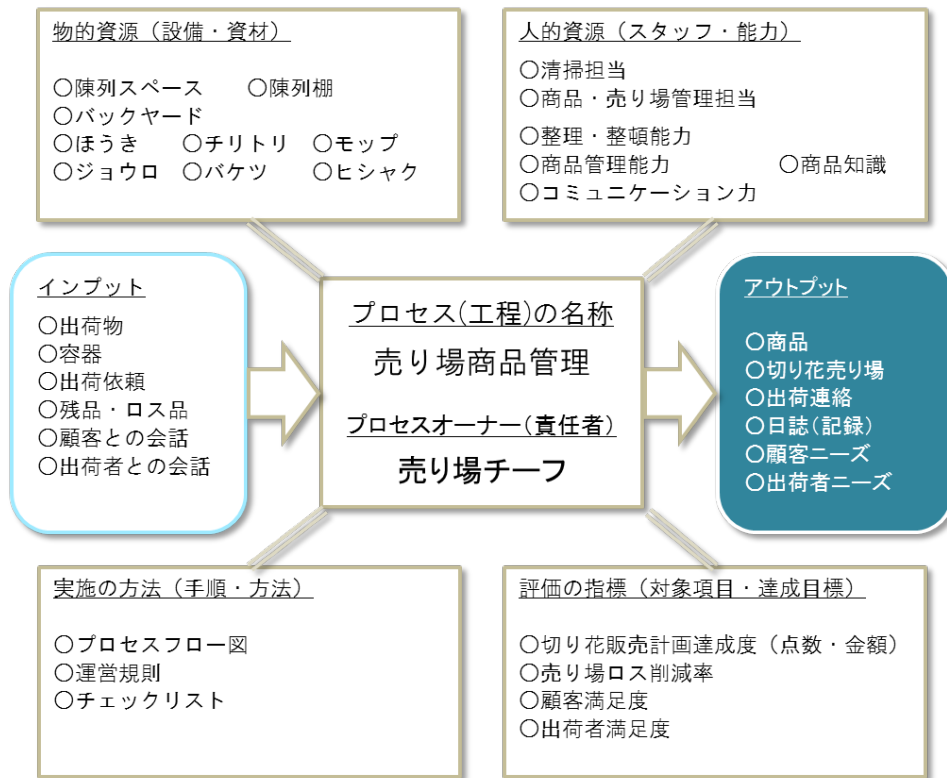 物的資源（設備・資材）
○陳列スペース　　○陳列棚
○バックヤード
○ほうき　　○チリトリ　○モップ
○ジョウロ　○バケツ　　○ヒシャク
人的資源（スタッフ・能力）
○清掃担当
○商品・売り場管理担当
○整理・整頓能力
○商品管理能力　　　　○商品知識
○コミュニケーション力
インプット
○出荷物
○容器
○出荷依頼
○残品・ロス品
○顧客との会話
○出荷者との会話
プロセス(工程)の名称
売り場商品管理
プロセスオーナー(責任者)
売り場チーフ
アウトプット
○商品
○切り花売り場
○出荷連絡
○日誌(記録)
○顧客ニーズ
○出荷者ニーズ
実施の方法（手順・方法）
○プロセスフロー図
○運営規則
○チェックリスト
評価の指標（対象項目・達成目標）
○切り花販売計画達成度（点数・金額）
○売り場ロス削減率
○顧客満足度
○出荷者満足度